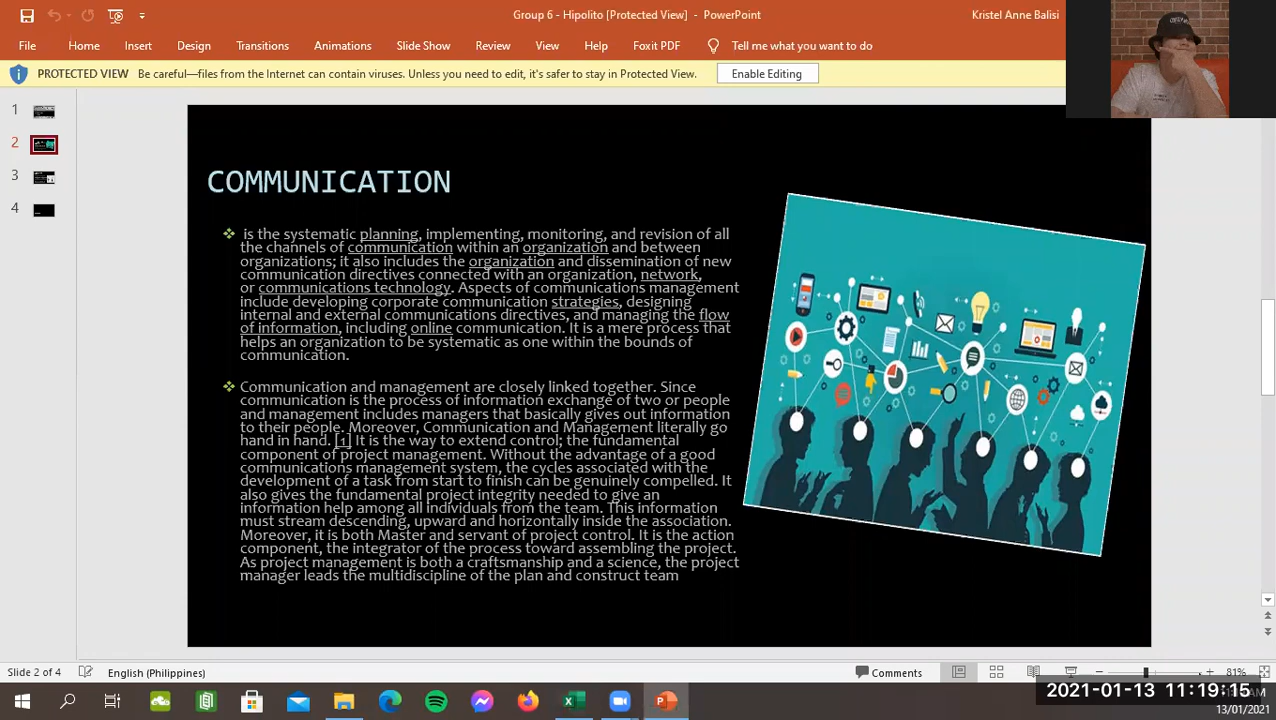 Group 6 - Hipolito [Protected View] - PowerPoint
Kristel Anne Balisi
File Home Insert Design Transitions Animations Slide Show Review View Help Foxit PDF Tell me what you want to do
PROTECTED VIEW Be careful—files from the Internet can contain viruses. Unless you need to edit, it's safer to stay in Protected View. Enable Editing
1
2
3
4
COMMUNICATION
is the systematic planning, implementing, monitoring, and revision of all
the channels of communication within an organization and between
organizations; it also includes the organization and dissemination of new
communication directives connected with an organization, network,
or communications technology. Aspects of communications management
include developing corporate communication strategies, designing
internal and external communications directives, and managing the flow
of information, including online communication. It is a mere process that
helps an organization to be systematic as one within the bounds of
communication.
Communication and management are closely linked together. Since
communication is the process of information exchange of two or people
and management includes managers that basically gives out information
to their people. Moreover, Communication and Management literally go
hand in hand. [1] It is the way to extend control; the fundamental
component of project management. Without the advantage of a good
communications management system, the cycles associated with the
development of a task from start to finish can be genuinely compelled. It
also gives the fundamental project integrity needed to give an
information help among all individuals from the team. This information
must stream descending, upward and horizontally inside the association.
Moreover, it is both Master and servant of project control. It is the action
component, the integrator of the process toward assembling the project.
As project management is both a craftsmanship and a science, the project
manager leads the multidiscipline of the plan and construct team
Slide 2 of 4 English (Philippines) Comments 81%
2021-01-13 11:19:15
13/01/2021